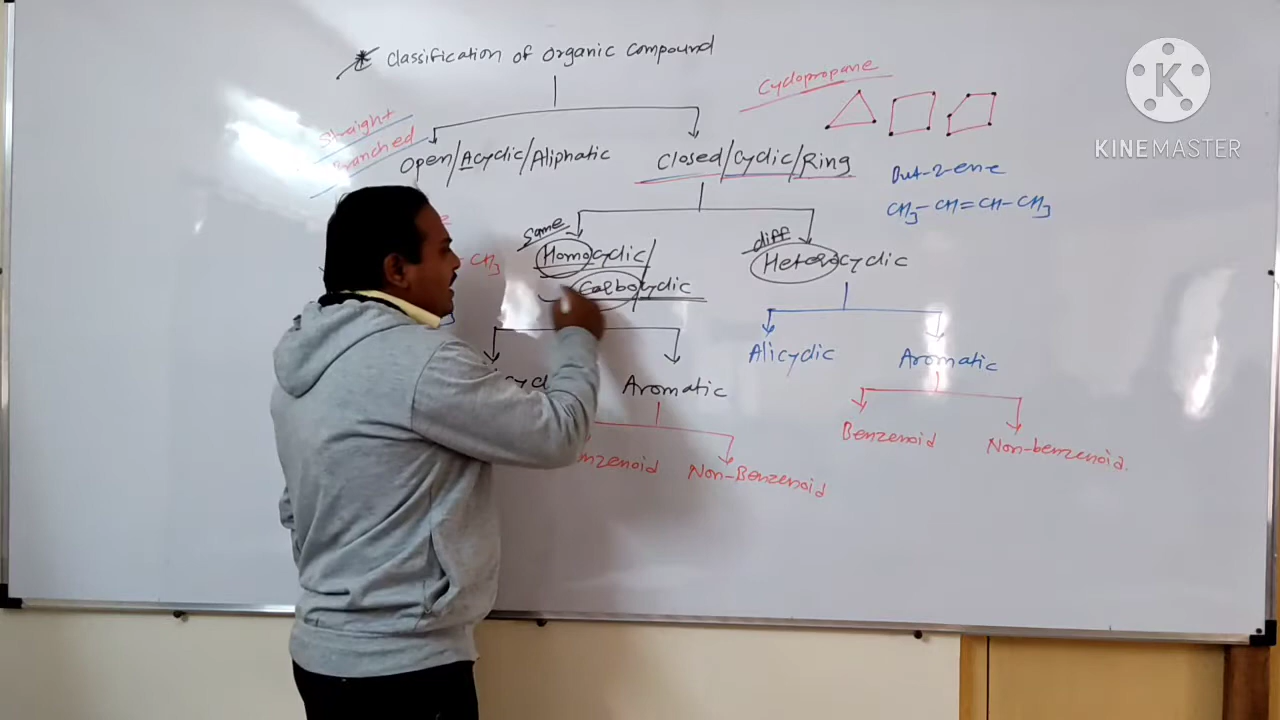 Classification of organic compound
Cyclopropane
Straight
Branched
Open/Acyclic/Aliphatic
Closed/Cyclic/Ring
But-2-ene
CH3-CH=CH-CH3
Same
Homocyclic/
Carbocyclic
diff
Heterocyclic
CH3
Alicyclic
Aromatic
Aromatic
Benzenoid
Non-benzenoid.
Non-Benzenoid
K
KINEMASTER